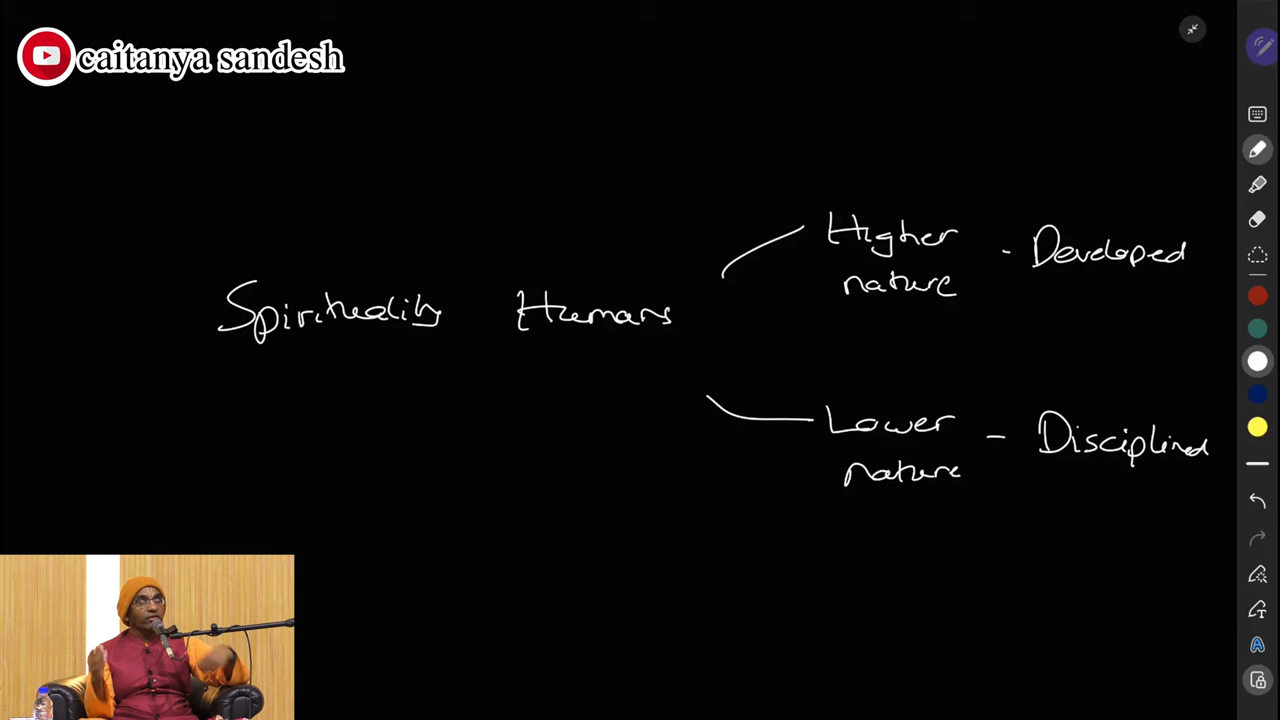 caitanya sandesh
Higher
nature
- Developed
Spirituality Humans
Lower
nature
- Disciplined